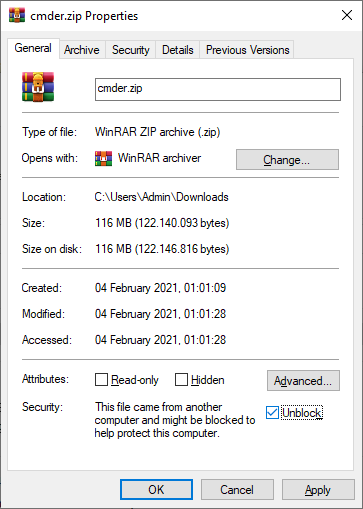 cmder.zip Properties
General Archive Security Details Previous Versions
cmder.zip
Type of file: WinRAR ZIP archive (.zip)
Opens with: WinRAR archiver Change...
Location: C:\Users\Admin\Downloads
Size: 116 MB (122.140.093 bytes)
Size on disk: 116 MB (122.146.816 bytes)
Created: 04 February 2021, 01:01:09
Modified: 04 February 2021, 01:01:28
Accessed: 04 February 2021, 01:01:28
Attributes: Read-only Hidden Advanced...
Security: This file came from another Unblock
computer and might be blocked to
help protect this computer.
OK Cancel Apply